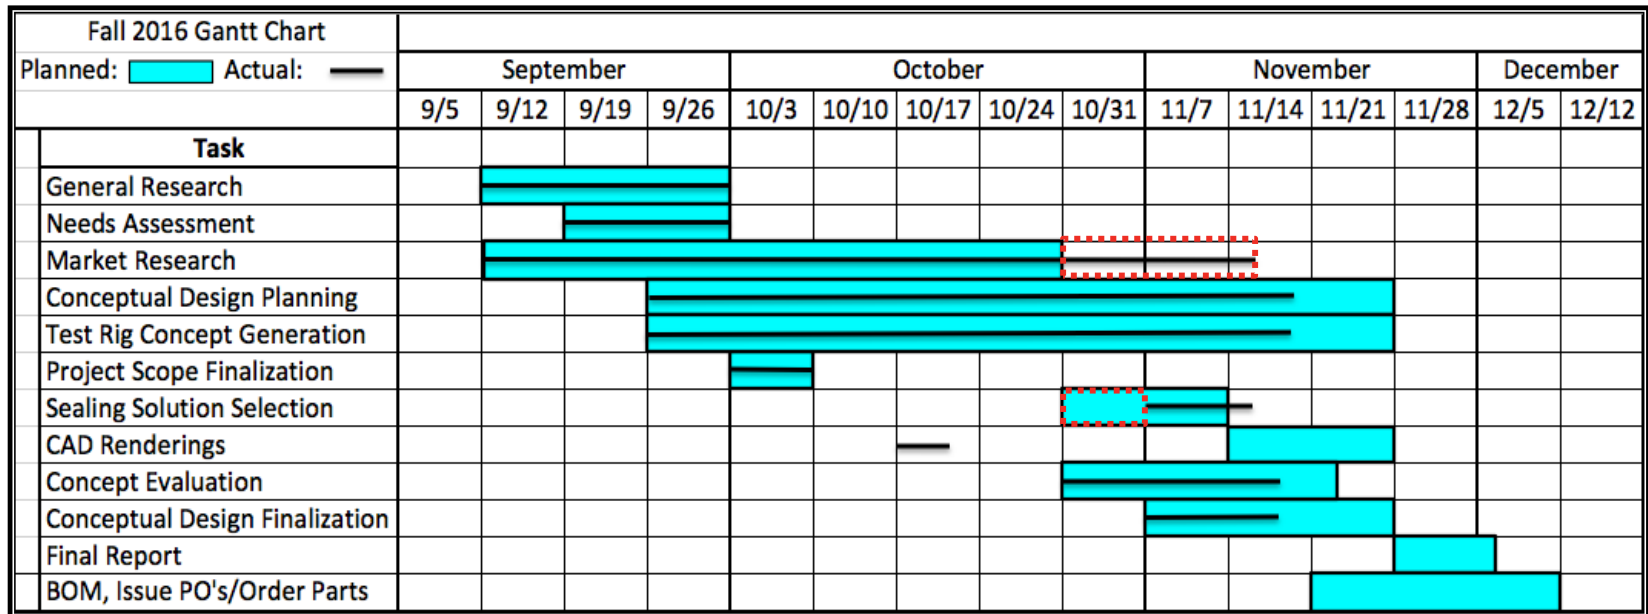 Fall 2016 Gantt Chart
Planned: Actual:
September October November December
9/5 9/12 9/19 9/26 10/3 10/10 10/17 10/24 10/31 11/7 11/14 11/21 11/28 12/5 12/12
Task
General Research
Needs Assessment
Market Research
Conceptual Design Planning
Test Rig Concept Generation
Project Scope Finalization
Sealing Solution Selection
CAD Renderings
Concept Evaluation
Conceptual Design Finalization
Final Report
BOM, Issue PO's/Order Parts